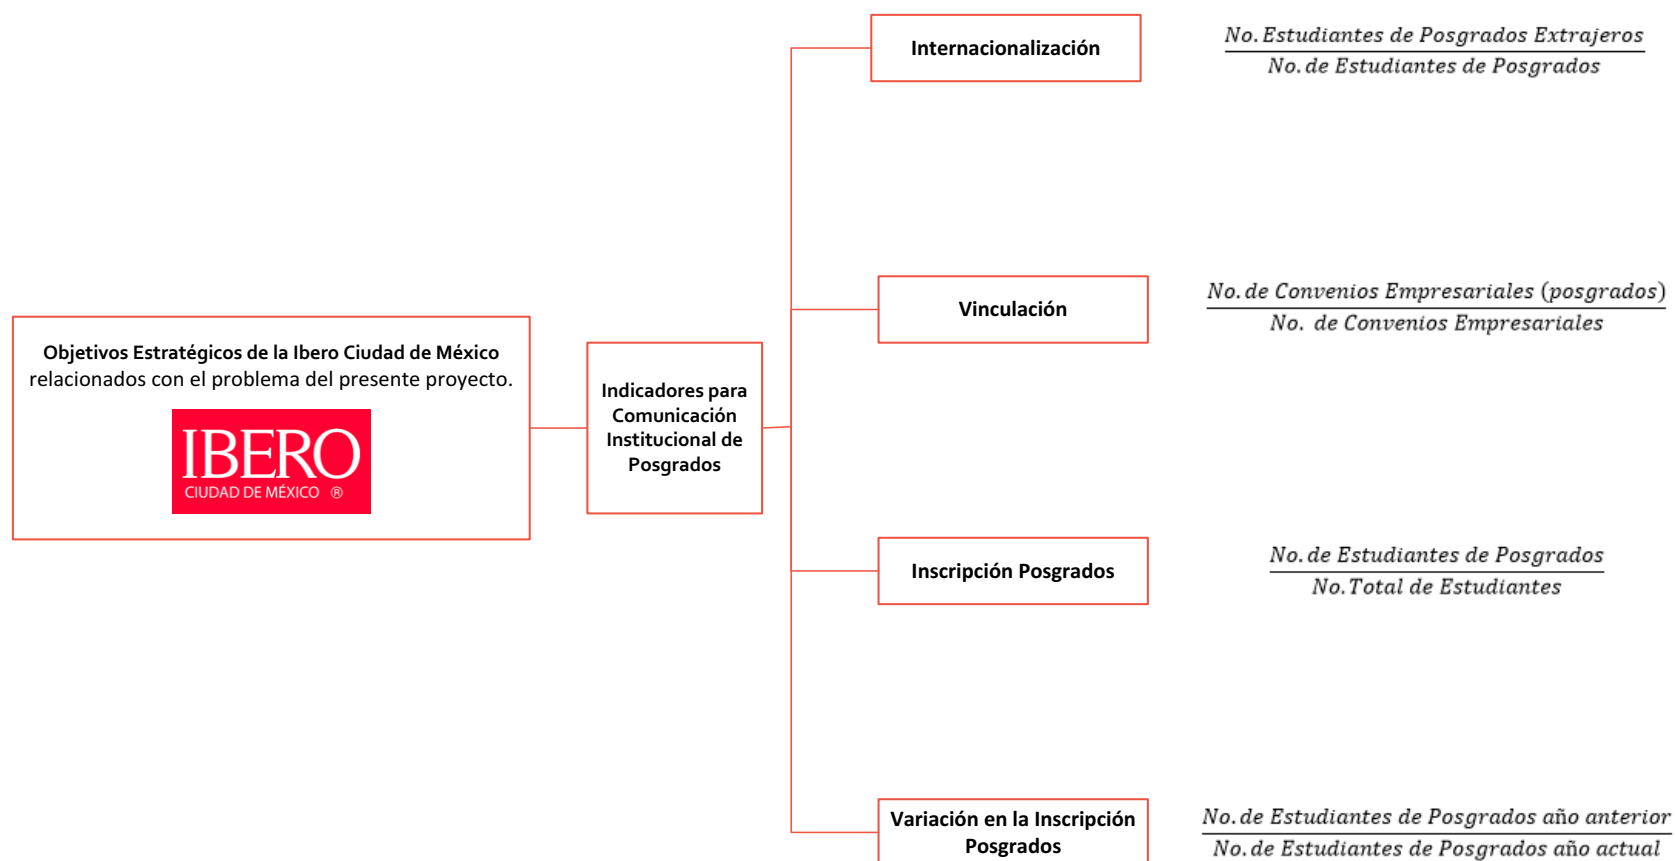 Objetivos Estratégicos de la Ibero Ciudad de México
relacionados con el problema del presente proyecto.
IBERO
CIUDAD DE MÉXICO ®
Indicadores para
Comunicación
Institucional de
Posgrados
Internacionalización
No. Estudiantes de Posgrados Extrajeros
No. de Estudiantes de Posgrados
Vinculación
No. de Convenios Empresariales (posgrados)
No. de Convenios Empresariales
Inscripción Posgrados
No. de Estudiantes de Posgrados
No. Total de Estudiantes
Variación en la Inscripción
Posgrados
No. de Estudiantes de Posgrados año anterior
No. de Estudiantes de Posgrados año actual